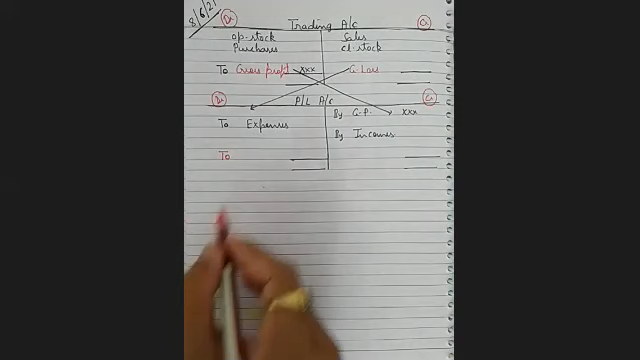 8/6/21
Dr Trading A/c Cr
op-stock Sales
Purchases cl-stock
To Gross profit xxx G-Loss
Dr P/L A/c Cr
By G.P. xxx
To Expenses
By Incomes
To